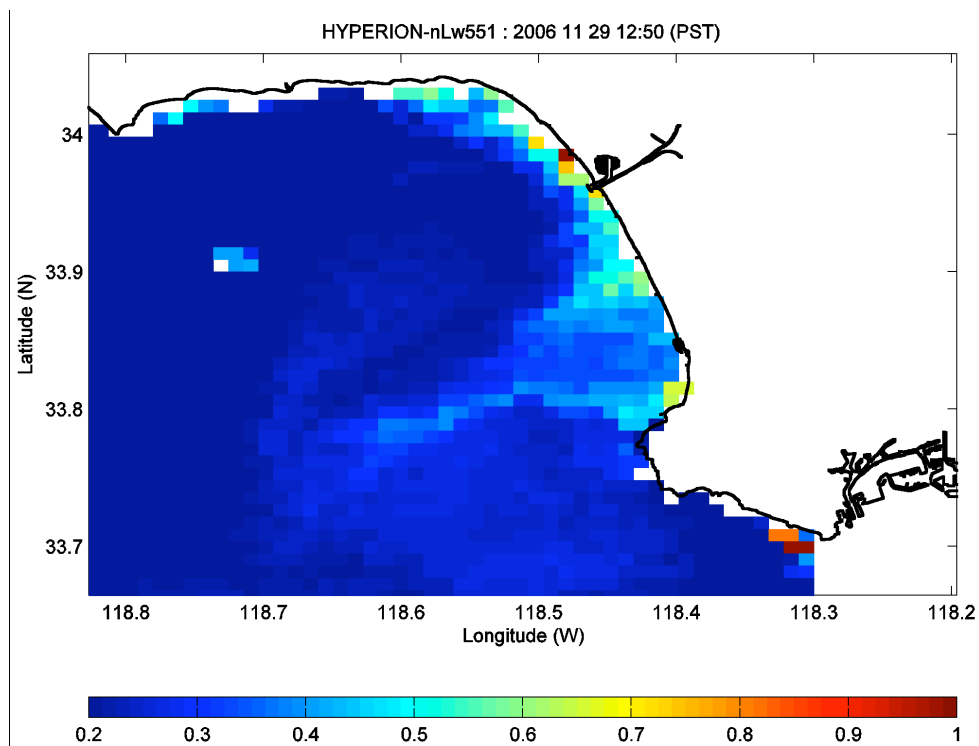 HYPERION-nLw551 : 2006 11 29 12:50 (PST)
34
33.9
33.8
33.7
Latitude (N)
118.8 118.7 118.6 118.5 118.4 118.3 118.2
Longitude (W)
0.2 0.3 0.4 0.5 0.6 0.7 0.8 0.9 1